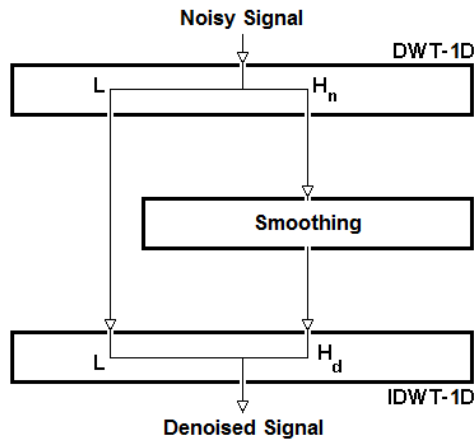 Noisy Signal
DWT-1D
L
Hn
Smoothing
L
Hd
IDWT-1D
Denoised Signal